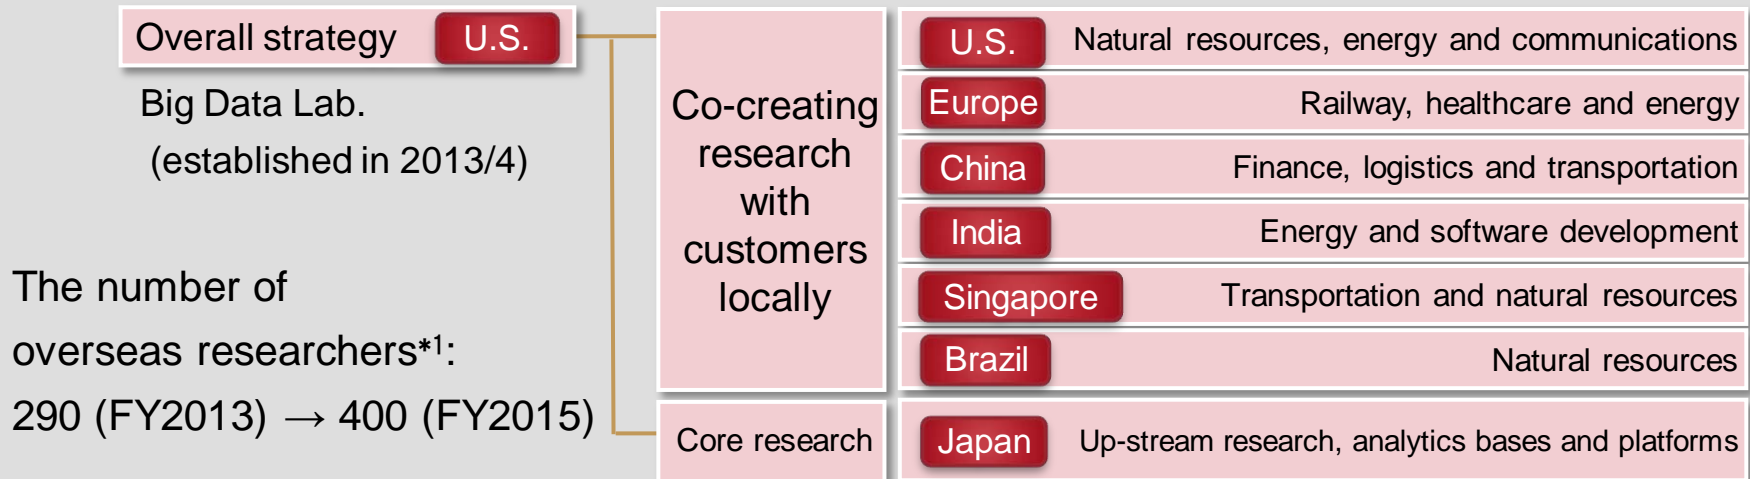 Overall strategy U.S.
Big Data Lab.
(established in 2013/4)
The number of
overseas researchers*1:
290 (FY2013) → 400 (FY2015)
Co-creating
research
with
customers
locally
U.S. Natural resources, energy and communications
Europe Railway, healthcare and energy
China Finance, logistics and transportation
India Energy and software development
Singapore Transportation and natural resources
Brazil Natural resources
Core research
Japan Up-stream research, analytics bases and platforms